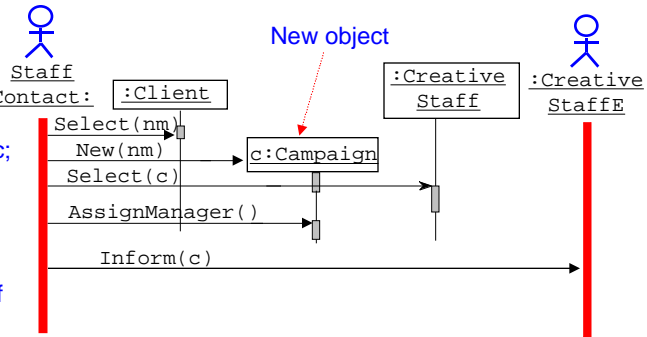 New object
Staff
Contact:
:Client
:Creative
Staff
:Creative
StaffE
Select(nm)
c;
New(nm)
c:Campaign
Select(c)
AssignManager()
Inform(c)
f